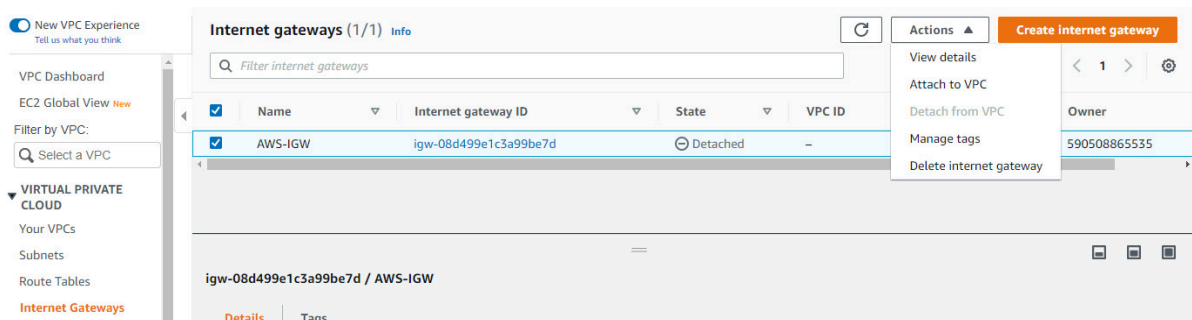 New VPC Experience
Tell us what you think
VPC Dashboard
EC2 Global View New
Filter by VPC:
Select a VPC
VIRTUAL PRIVATE
CLOUD
Your VPCs
Subnets
Route Tables
Internet Gateways
Internet gateways (1/1) Info
Actions
Create internet gateway
Filter internet gateways
1
View details
Attach to VPC
Detach from VPC
Manage tags
Delete internet gateway
Name Internet gateway ID State VPC ID Owner
AWS-IGW igw-08d499e1c3a99be7d Detached – 590508865535
igw-08d499e1c3a99be7d / AWS-IGW
Details Tags